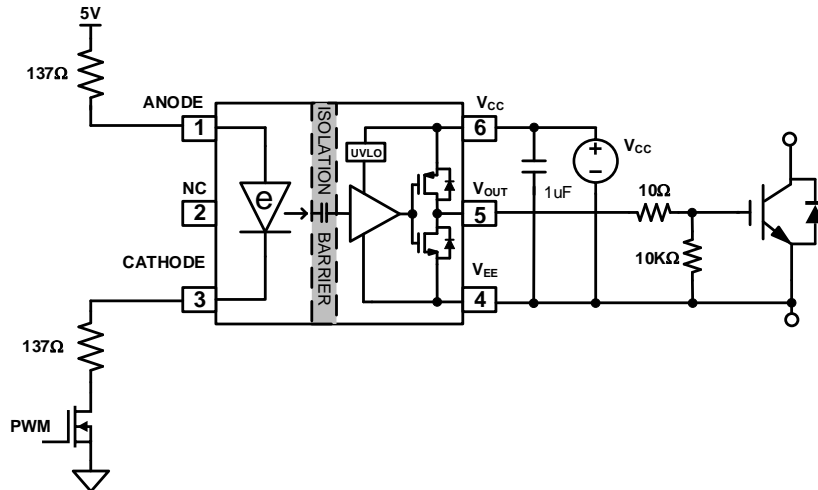 5V
137Ω
ANODE
1
NC
2
CATHODE
3
137Ω
PWM
e
ISOLATION BARRIER
UVLO
VCC
6
VOUT
5
VEE
4
1uF
+
−
VCC
10Ω
10KΩ